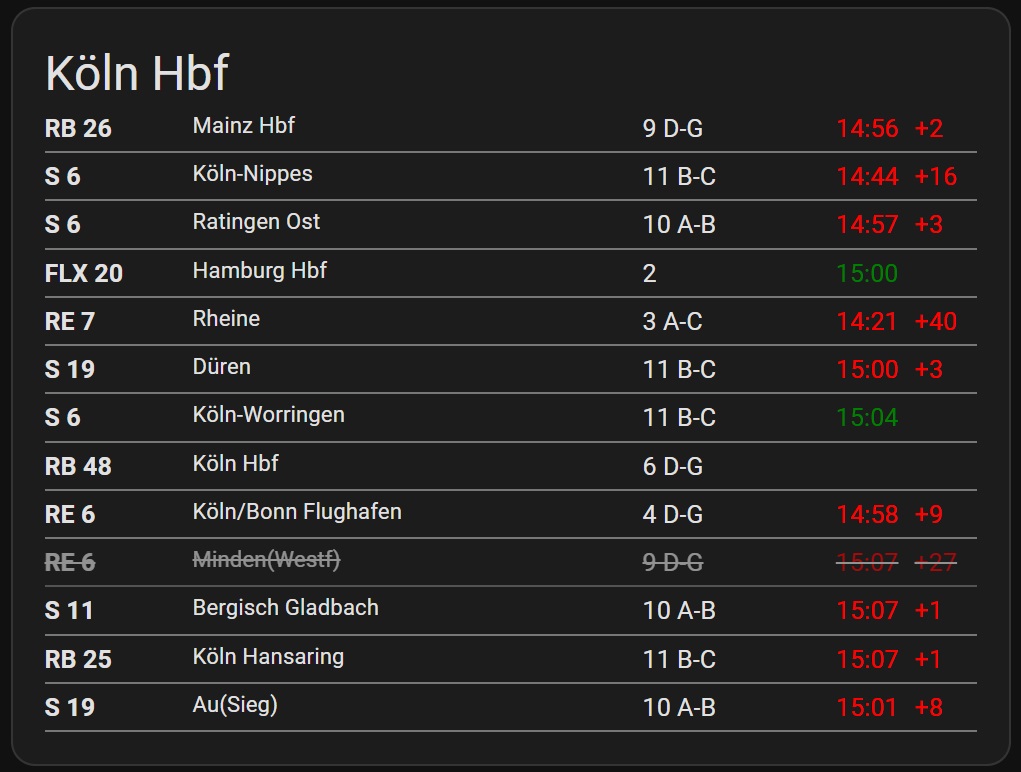 Köln Hbf
RB 26 Mainz Hbf 9 D-G 14:56 +2
S 6 Köln-Nippes 11 B-C 14:44 +16
S 6 Ratingen Ost 10 A-B 14:57 +3
FLX 20 Hamburg Hbf 2 15:00
RE 7 Rheine 3 A-C 14:21 +40
S 19 Düren 11 B-C 15:00 +3
S 6 Köln-Worringen 11 B-C 15:04
RB 48 Köln Hbf 6 D-G
RE 6 Köln/Bonn Flughafen 4 D-G 14:58 +9
RE 6 Minden(Westf) 9 D-G 15:07 +27
S 11 Bergisch Gladbach 10 A-B 15:07 +1
RB 25 Köln Hansaring 11 B-C 15:07 +1
S 19 Au(Sieg) 10 A-B 15:01 +8